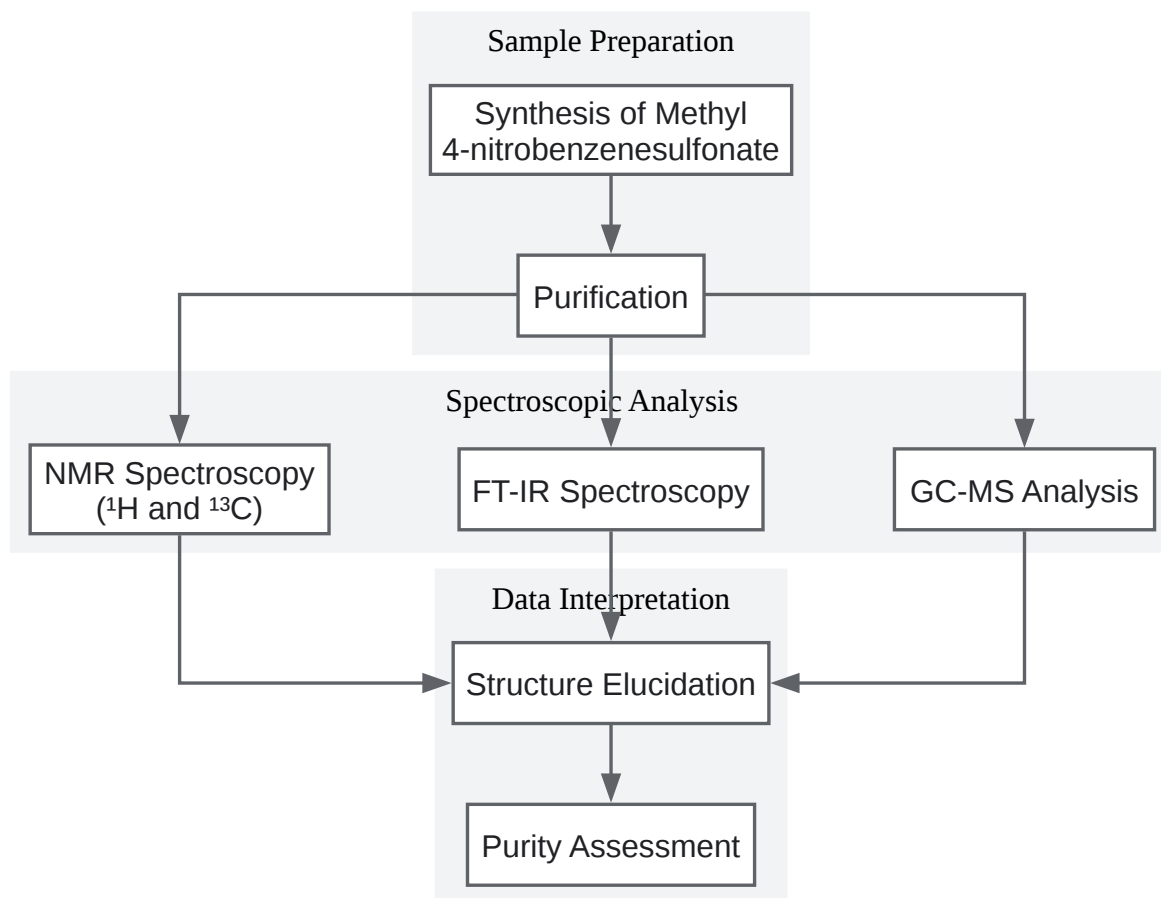 Sample Preparation
Synthesis of Methyl
4-nitrobenzenesulfonate
Purification
Spectroscopic Analysis
NMR Spectroscopy
(¹H and ¹³C)
FT-IR Spectroscopy
GC-MS Analysis
Data Interpretation
Structure Elucidation
Purity Assessment